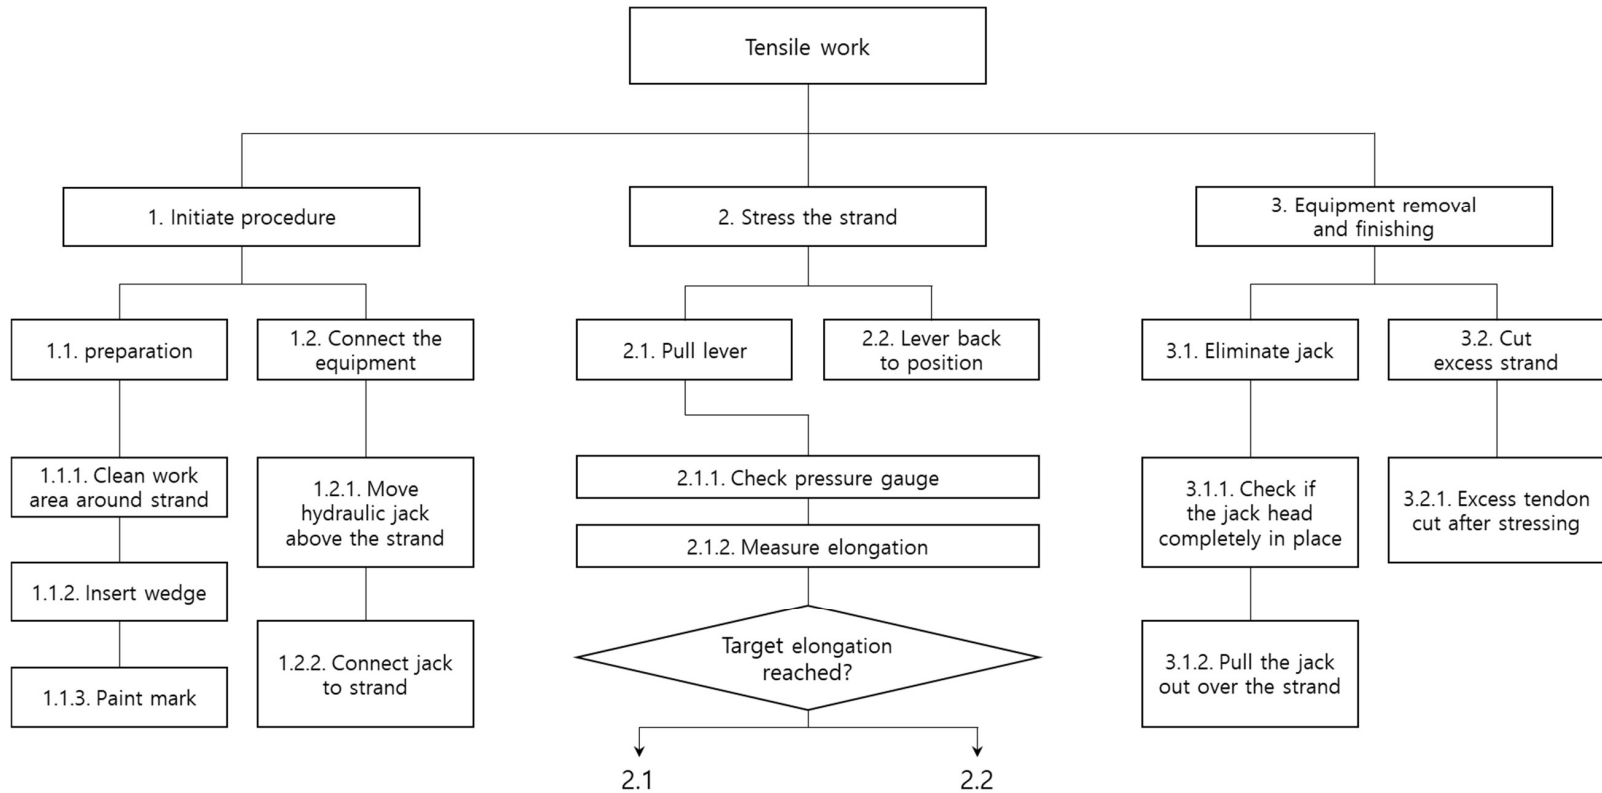 Tensile work
1. Initiate procedure
2. Stress the strand
3. Equipment removal
and finishing
1.1. preparation
1.2. Connect the
equipment
2.1. Pull lever
2.2. Lever back
to position
3.1. Eliminate jack
3.2. Cut
excess strand
1.1.1. Clean work
area around strand
1.1.2. Insert wedge
1.1.3. Paint mark
1.2.1. Move
hydraulic jack
above the strand
1.2.2. Connect jack
to strand
2.1.1. Check pressure gauge
2.1.2. Measure elongation
Target elongation
reached?
2.1
2.2
3.1.1. Check if
the jack head
completely in place
3.1.2. Pull the jack
out over the strand
3.2.1. Excess tendon
cut after stressing